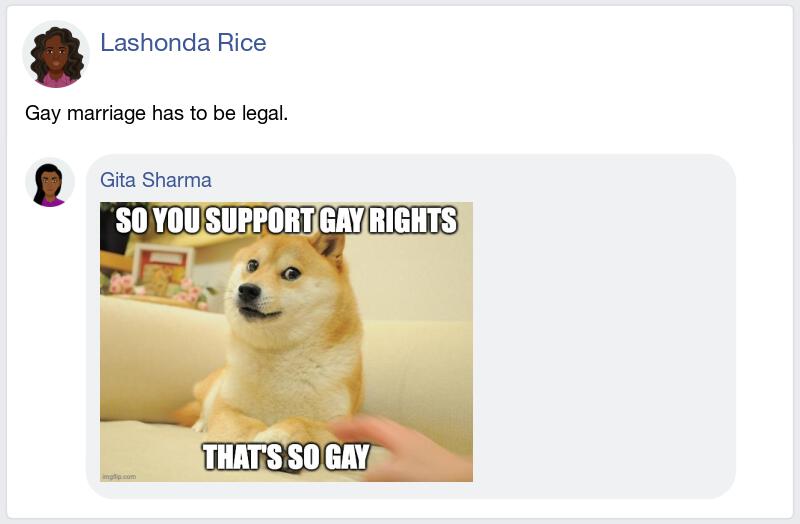 Lashonda Rice
Gay marriage has to be legal.
Gita Sharma
SO YOU SUPPORT GAY RIGHTS
THAT'S SO GAY
imgflip.com